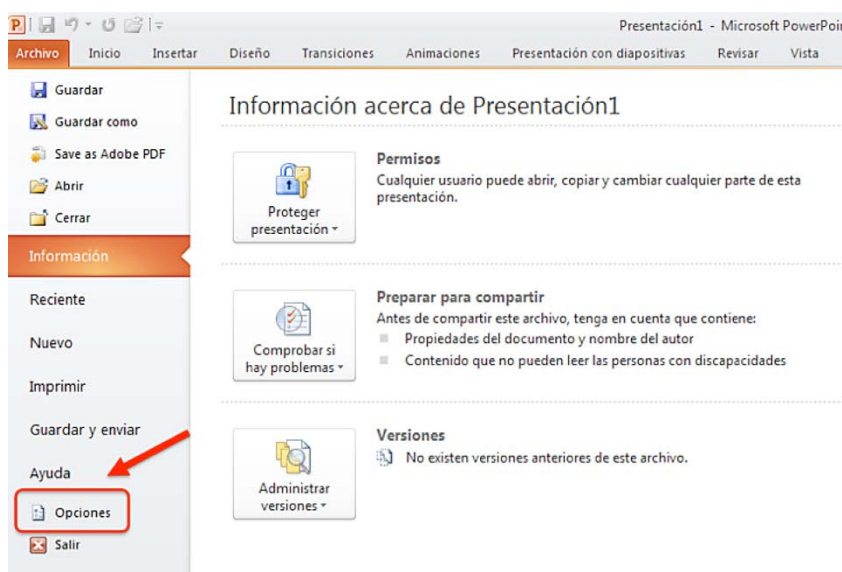 Presentación1 - Microsoft PowerPoi
Archivo Inicio Insertar Diseño Transiciones Animaciones Presentación con diapositivas Revisar Vista
Guardar
Guardar como
Save as Adobe PDF
Abrir
Cerrar
Información
Reciente
Nuevo
Imprimir
Guardar y enviar
Ayuda
Opciones
Salir
Información acerca de Presentación1
Proteger
presentación
Permisos
Cualquier usuario puede abrir, copiar y cambiar cualquier parte de esta
presentación.
Comprobar si
hay problemas
Preparar para compartir
Antes de compartir este archivo, tenga en cuenta que contiene:
Propiedades del documento y nombre del autor
Contenido que no pueden leer las personas con discapacidades
Administrar
versiones
Versiones
No existen versiones anteriores de este archivo.